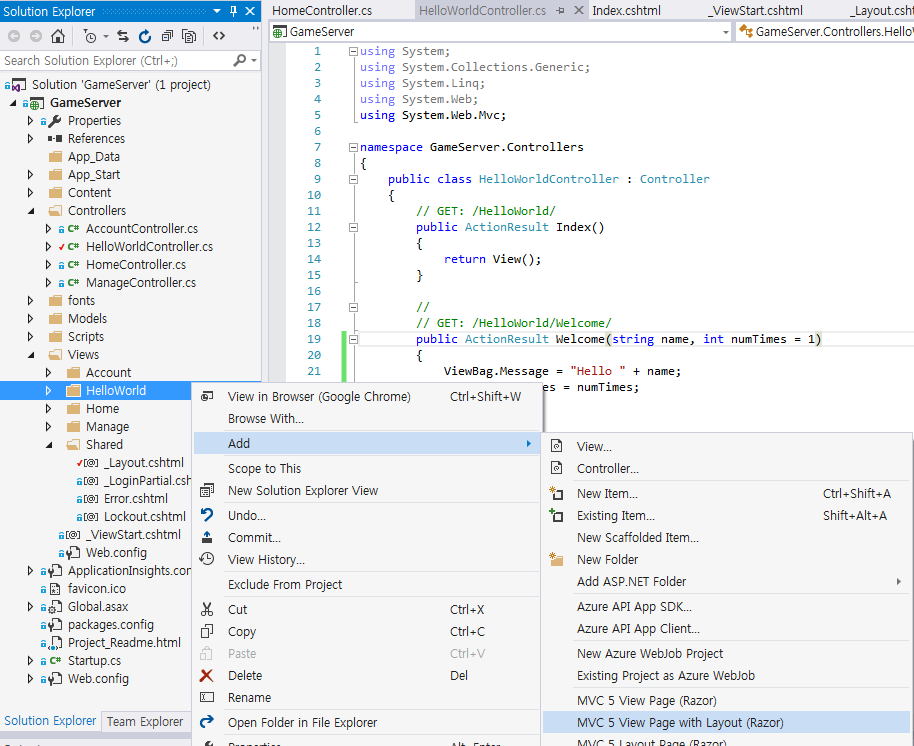 Solution Explorer
Search Solution Explorer (Ctrl+;)
Solution 'GameServer' (1 project)
GameServer
Properties
References
App_Data
App_Start
Content
Controllers
AccountController.cs
HelloWorldController.cs
HomeController.cs
ManageController.cs
fonts
Models
Scripts
Views
Account
HelloWorld
Home
Manage
Shared
_Layout.cshtml
_LoginPartial.csh
Error.cshtml
Lockout.cshtml
_ViewStart.cshtml
Web.config
ApplicationInsights.con
favicon.ico
Global.asax
packages.config
Project_Readme.html
Startup.cs
Web.config
Solution Explorer Team Explorer
HomeController.cs HelloWorldController.cs Index.cshtml _ViewStart.cshtml _Layout.csh
GameServer GameServer.Controllers.Hello
1 using System;
2 using System.Collections.Generic;
3 using System.Linq;
4 using System.Web;
5 using System.Web.Mvc;
6
7 namespace GameServer.Controllers
8 {
9 public class HelloWorldController : Controller
10 {
11 // GET: /HelloWorld/
12 public ActionResult Index()
13 {
14 return View();
15 }
16
17 //
18 // GET: /HelloWorld/Welcome/
19 public ActionResult Welcome(string name, int numTimes = 1)
20 {
21 ViewBag.Message = "Hello " + name;
es = numTimes;
View in Browser (Google Chrome) Ctrl+Shift+W
Browse With...
Add
Scope to This
New Solution Explorer View
Undo...
Commit...
View History...
Exclude From Project
Cut Ctrl+X
Copy Ctrl+C
Paste Ctrl+V
Delete Del
Rename
Open Folder in File Explorer
Properties Alt+Enter
View...
Controller...
New Item... Ctrl+Shift+A
Existing Item... Shift+Alt+A
New Scaffolded Item...
New Folder
Add ASP.NET Folder
Azure API App SDK...
Azure API App Client...
New Azure WebJob Project
Existing Project as Azure WebJob
MVC 5 View Page (Razor)
MVC 5 View Page with Layout (Razor)
MVC 5 Layout Page (Razor)